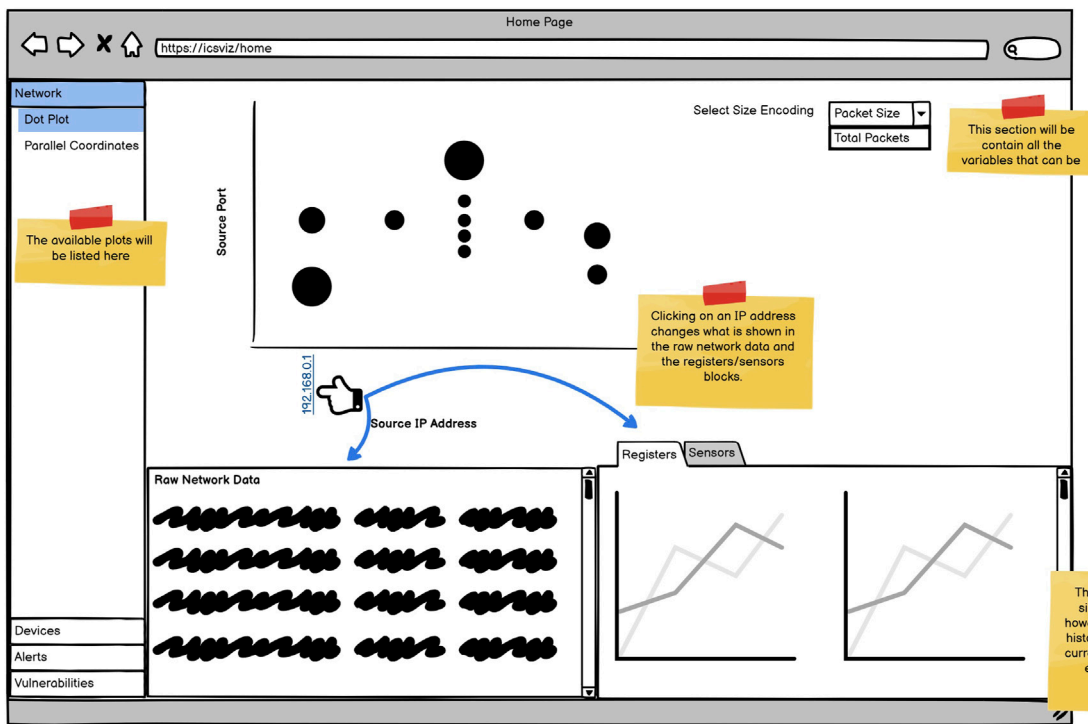 Home Page
https://icsviz/home
Network
Dot Plot
Parallel Coordinates
The available plots will
be listed here
Source Port
Select Size Encoding
Packet Size
Total Packets
This section will be
contain all the
variables that can be
Clicking on an IP address
changes what is shown in
the raw network data and
the registers/sensors
blocks.
192.168.0.1
Source IP Address
Raw Network Data
Registers
Sensors
Devices
Alerts
Vulnerabilities